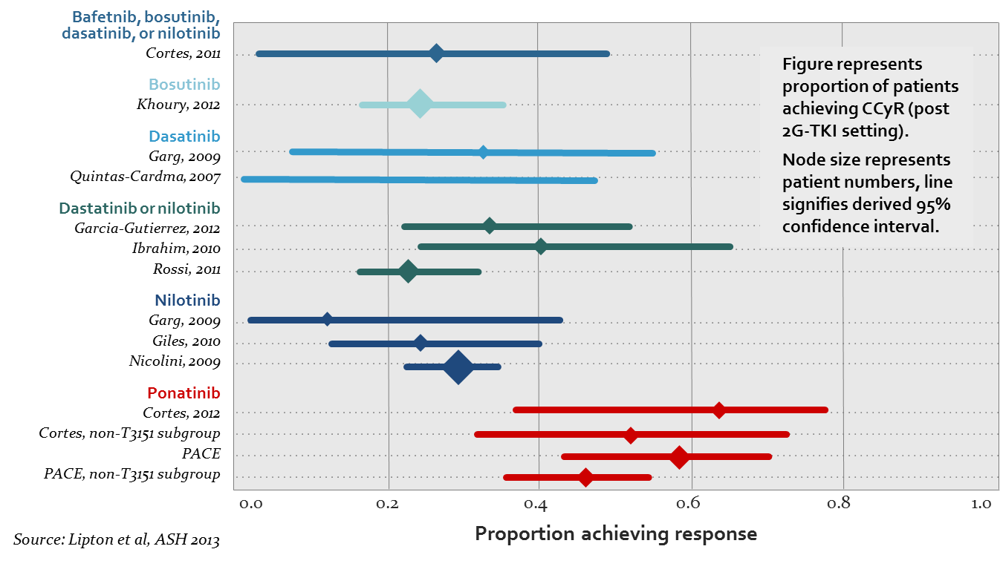 Bafetnib, bosutinib,
dasatinib, or nilotinib
Cortes, 2011
Bosutinib
Khoury, 2012
Dasatinib
Garg, 2009
Quintas-Cardma, 2007
Dastatinib or nilotinib
Garcia-Gutierrez, 2012
Ibrahim, 2010
Rossi, 2011
Nilotinib
Garg, 2009
Giles, 2010
Nicolini, 2009
Ponatinib
Cortes, 2012
Cortes, non-T3151 subgroup
PACE
PACE, non-T3151 subgroup
Figure represents
proportion of patients
achieving CCyR (post
2G-TKI setting).
Node size represents
patient numbers, line
signifies derived 95%
confidence interval.
0.0 0.2 0.4 0.6 0.8 1.0
Proportion achieving response
Source: Lipton et al, ASH 2013